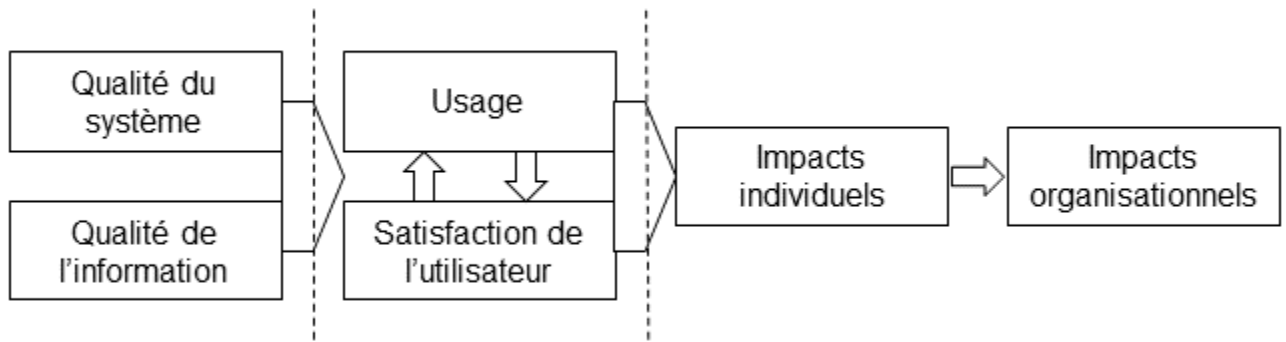 Qualité du
système
Usage
Impacts
individuels
Impacts
organisationnels
Qualité de
l'information
Satisfaction de
l'utilisateur